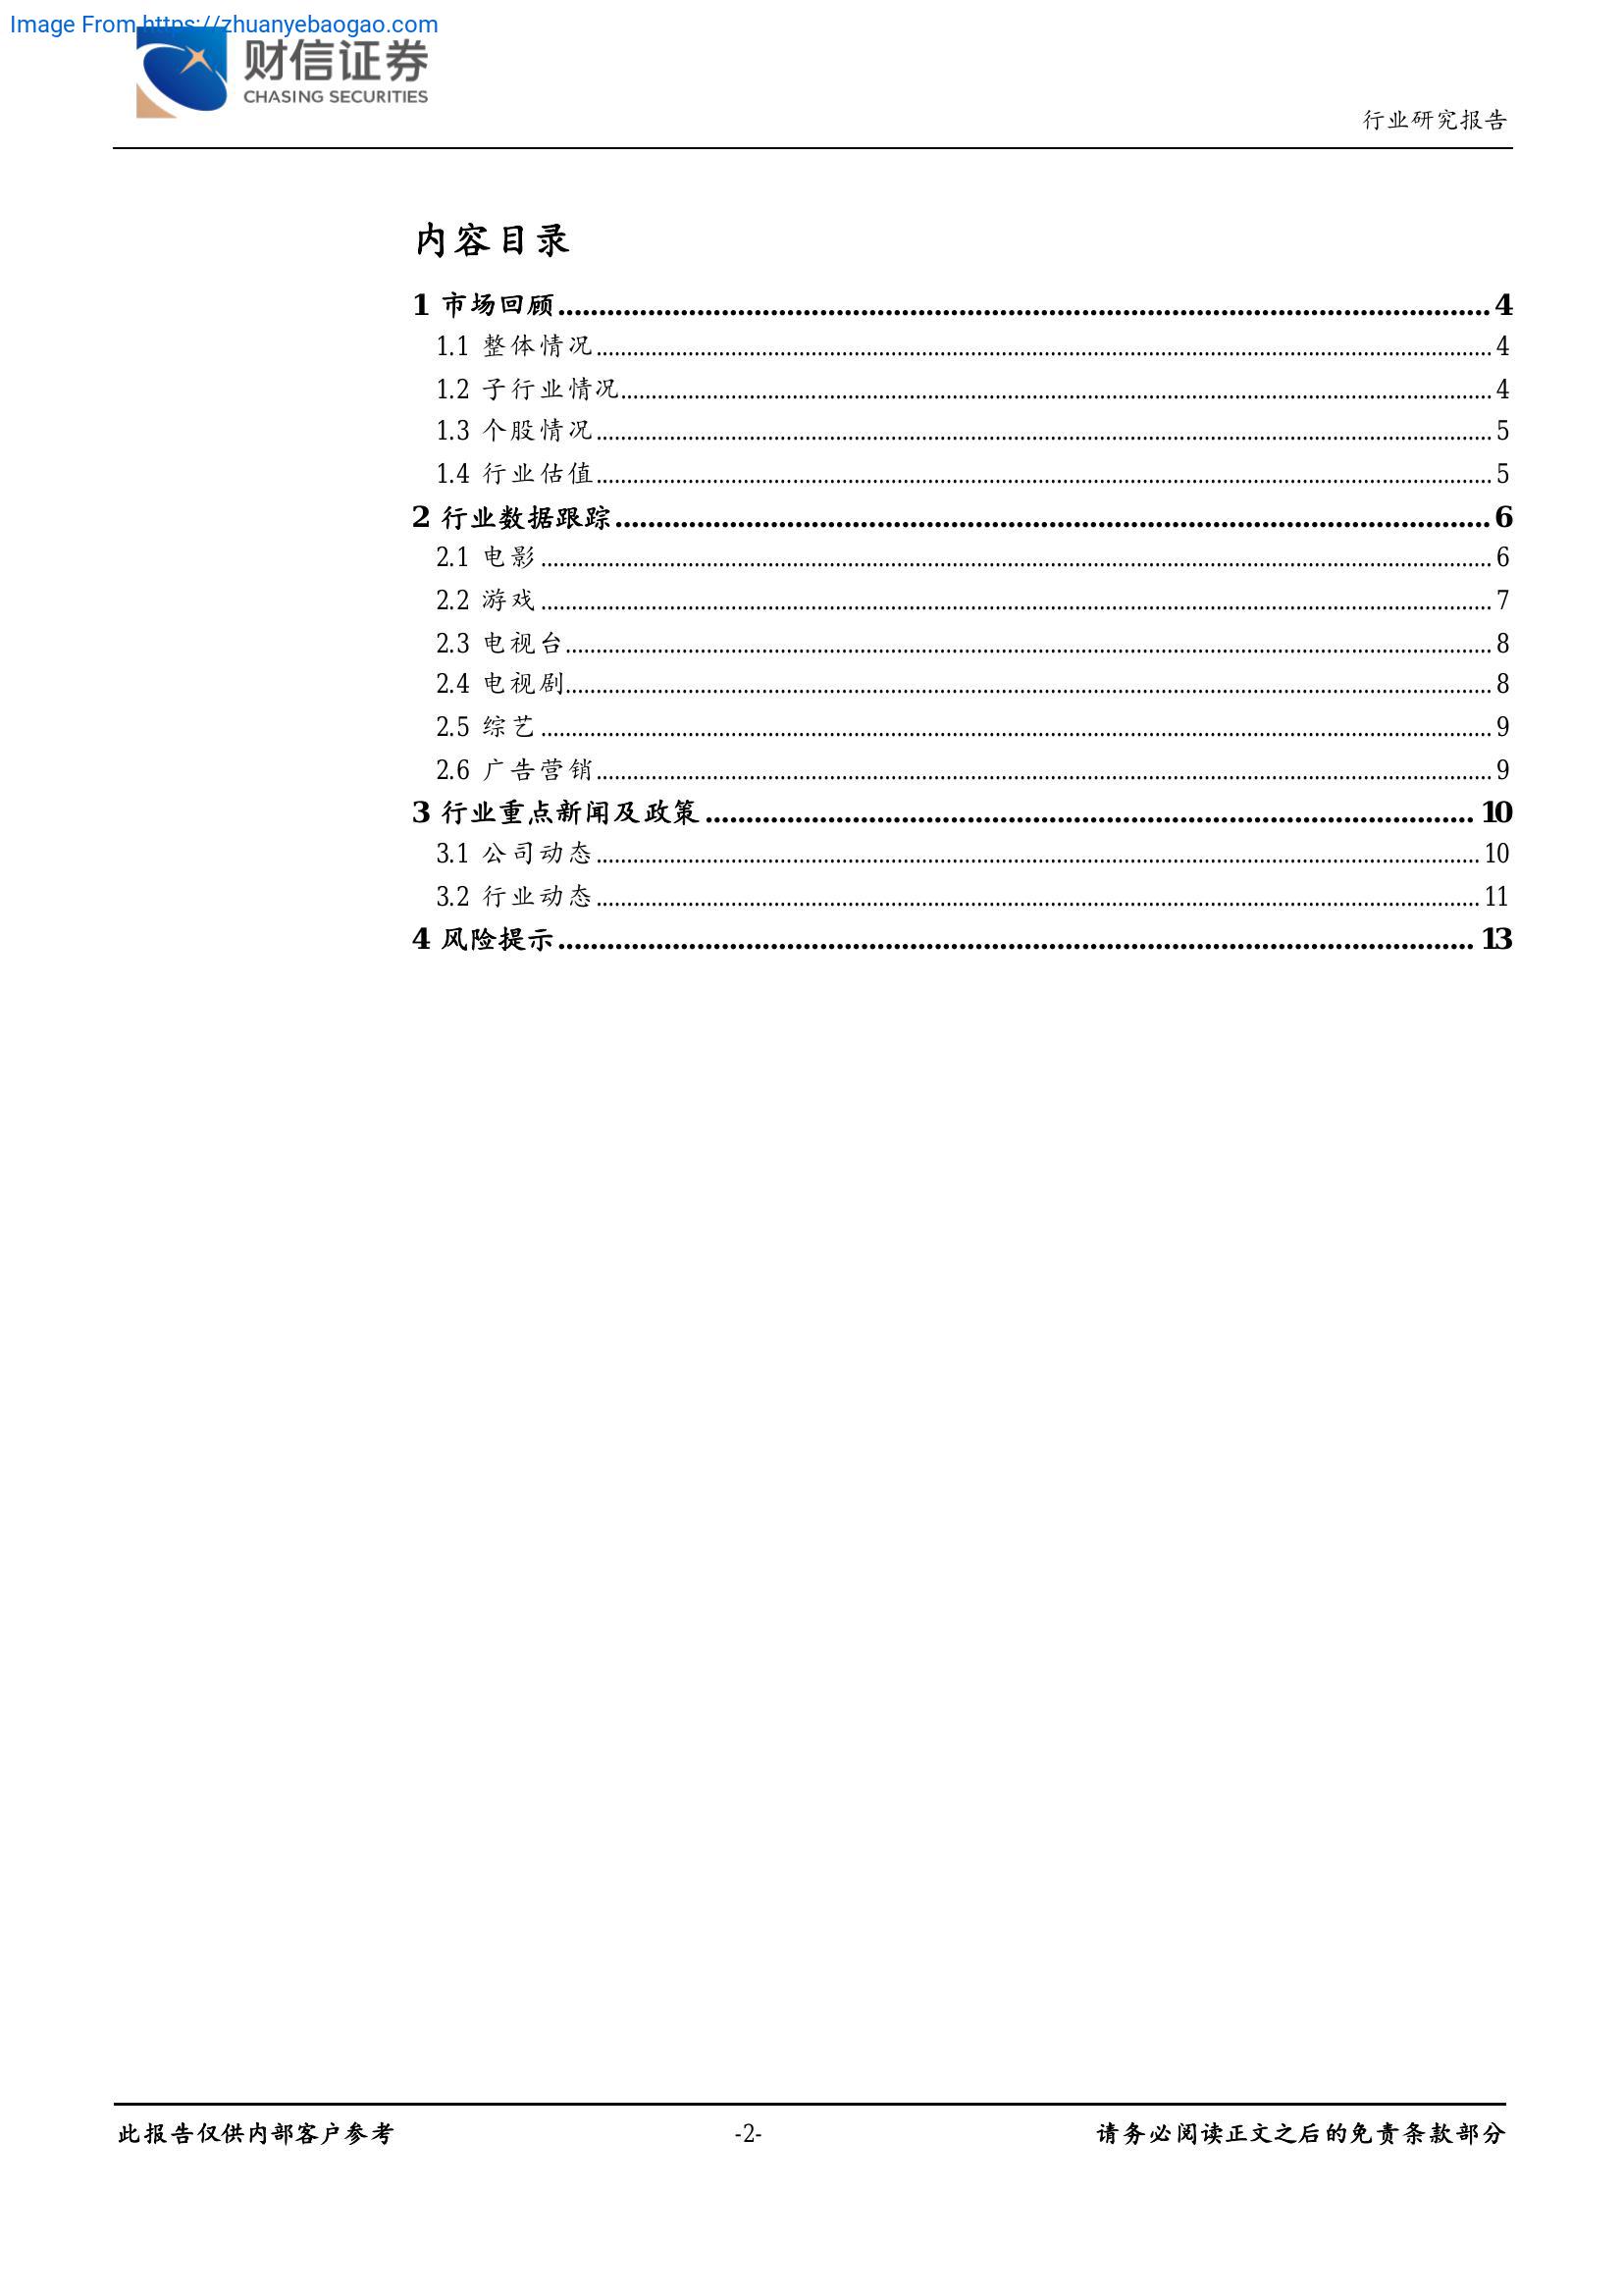 Image From https://zhuanyebaogao.com
财信证券
CHASING SECURITIES
行业研究报告
内容目录
1 市场回顾........................................ 4
1.1 整体情况........................................ 4
1.2 子行业情况........................................ 4
1.3 个股情况........................................ 5
1.4 行业估值........................................ 5
2 行业数据跟踪........................................ 6
2.1 电影........................................ 6
2.2 游戏........................................ 7
2.3 电视台........................................ 8
2.4 电视剧........................................ 8
2.5 综艺........................................ 9
2.6 广告营销........................................ 9
3 行业重点新闻及政策........................................ 10
3.1 公司动态........................................ 10
3.2 行业动态........................................ 11
4 风险提示........................................ 13
此报告仅供内部客户参考
-2-
请务必阅读正文之后的免责条款部分